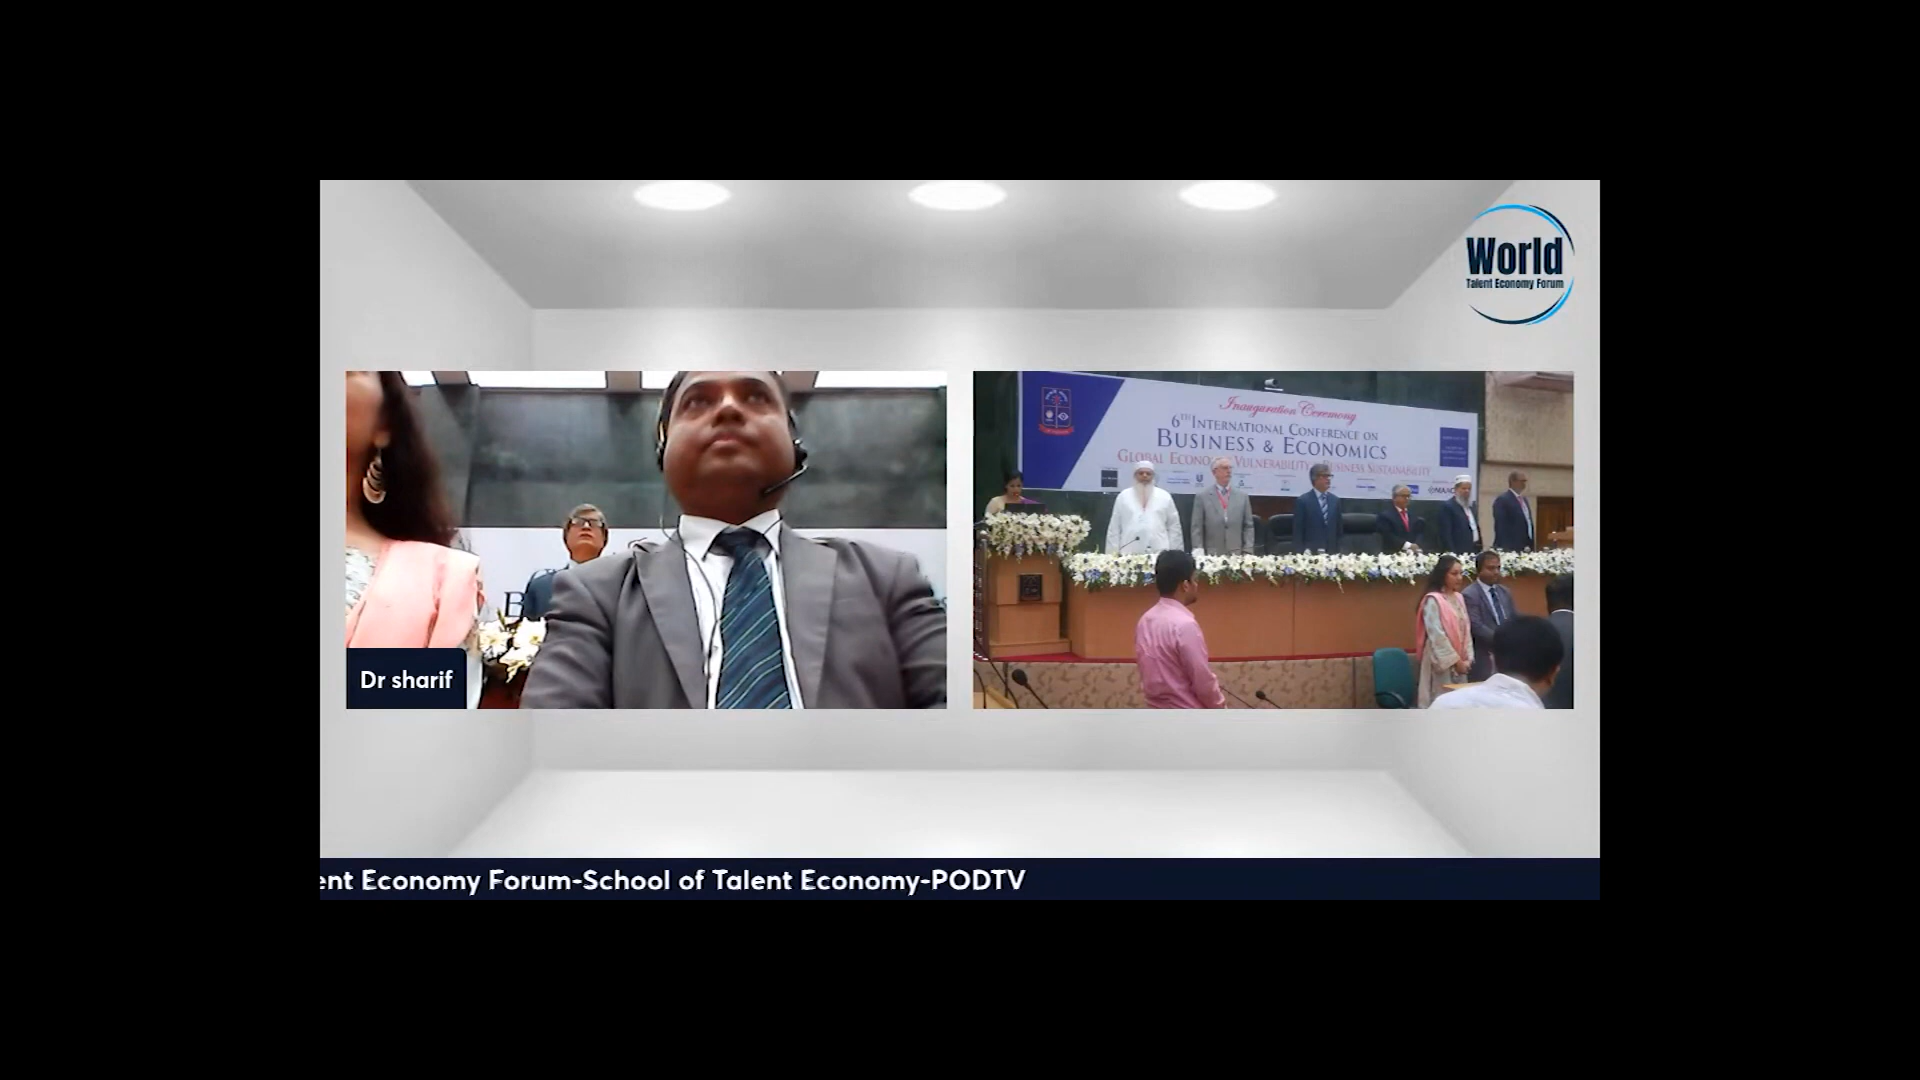 World
Talent Economy Forum
Inauguration Ceremony
6TH INTERNATIONAL CONFERENCE ON
BUSINESS & ECONOMICS
GLOBAL ECONOMIC VULNERABILITY BUSINESS SUSTAINABILITY
B
Dr sharif
ent Economy Forum-School of Talent Economy-PODTV